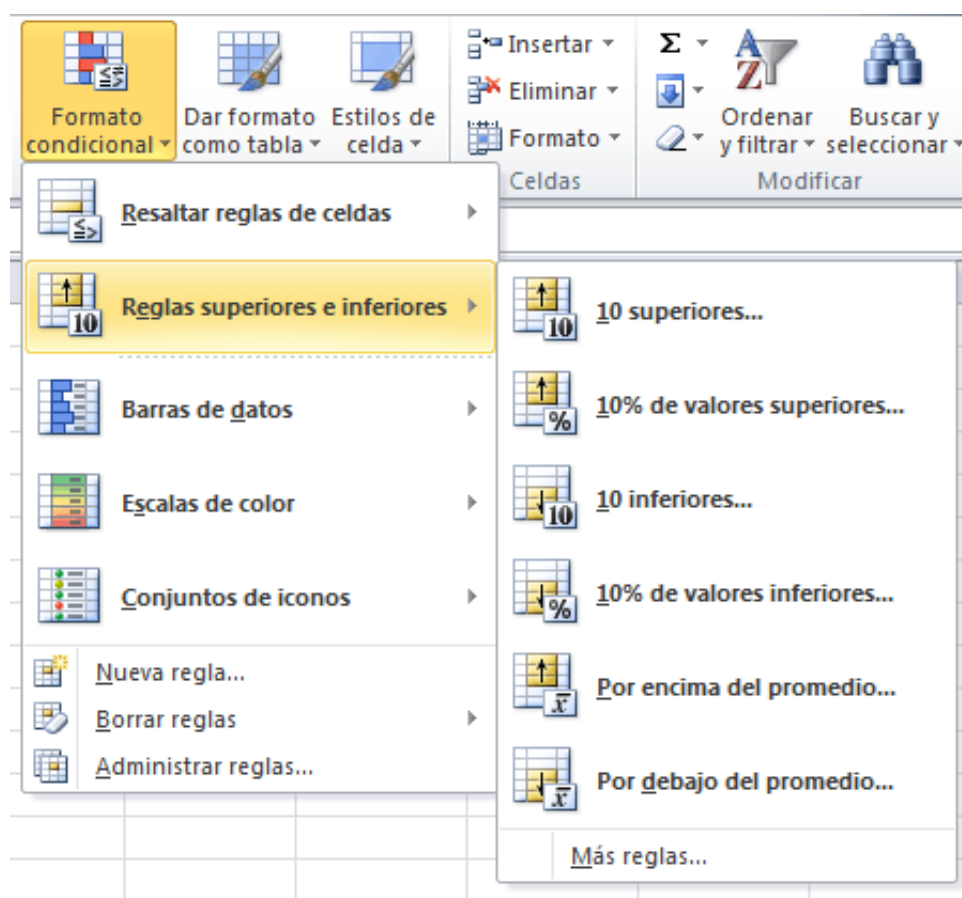 Formato
condicional
Dar formato
como tabla
Estilos de
celda
Insertar
Eliminar
Formato
Celdas
Σ
A
Z
Ordenar
y filtrar
Buscar y
seleccionar
Modificar
Resaltar reglas de celdas
10
Reglas superiores e inferiores
Barras de datos
Escalas de color
Conjuntos de iconos
Nueva regla...
Borrar reglas
Administrar reglas...
10
10 superiores...
%
10% de valores superiores...
10
10 inferiores...
%
10% de valores inferiores...
x̄
Por encima del promedio...
x̄
Por debajo del promedio...
Más reglas...